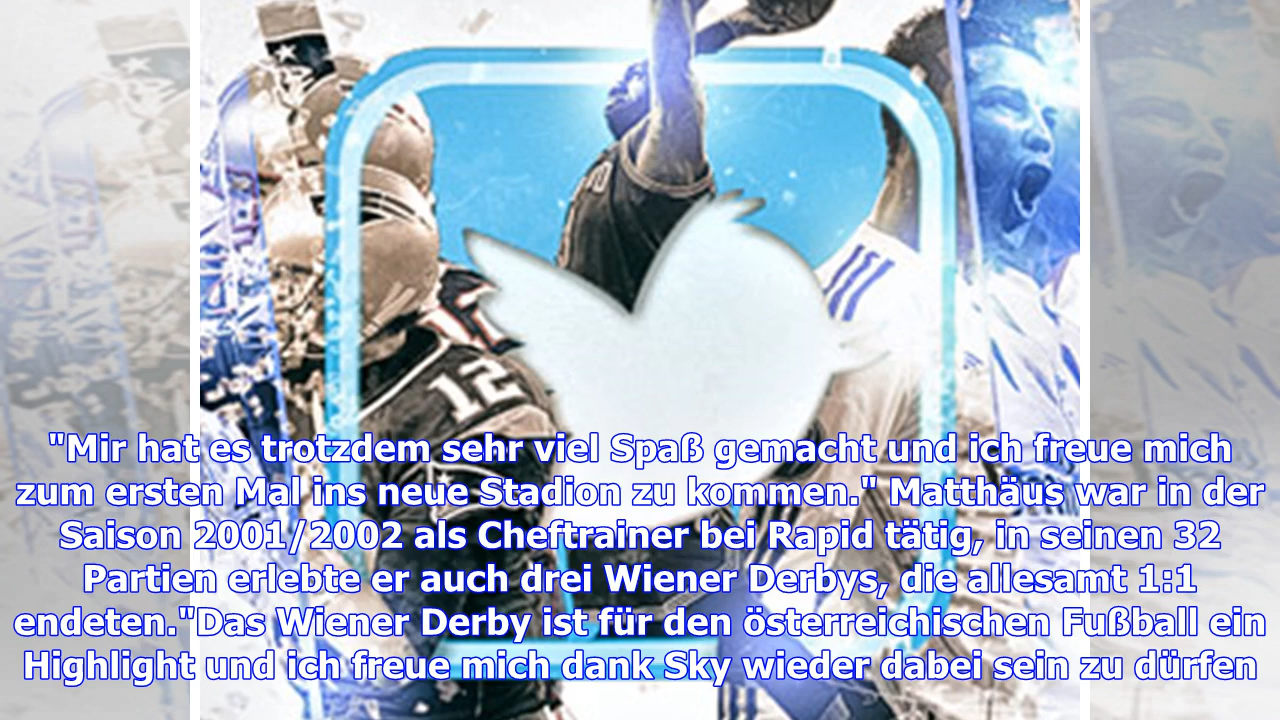 12
"Mir hat es trotzdem sehr viel Spaß gemacht und ich freue mich
zum ersten Mal ins neue Stadion zu kommen." Matthäus war in der
Saison 2001/2002 als Cheftrainer bei Rapid tätig, in seinen 32
Partien erlebte er auch drei Wiener Derbys, die allesamt 1:1
endeten."Das Wiener Derby ist für den österreichischen Fußball ein
Highlight und ich freue mich dank Sky wieder dabei sein zu dürfen